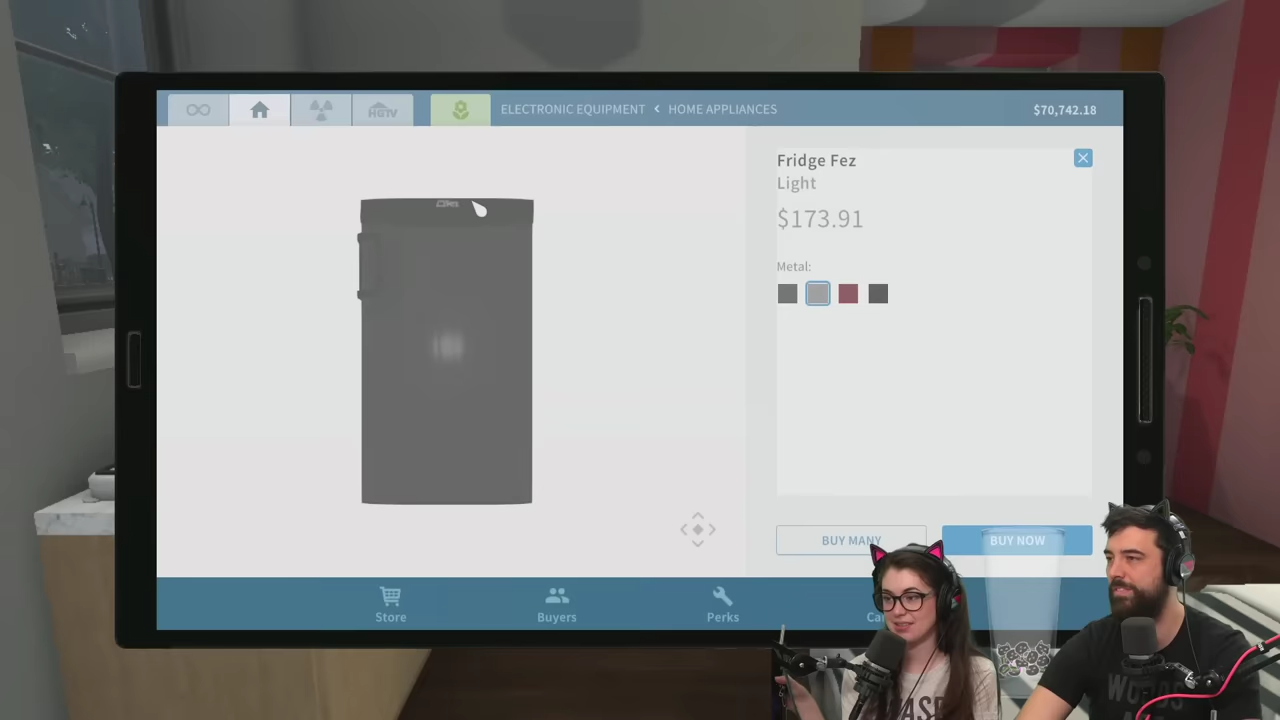 HGTV
ELECTRONIC EQUIPMENT < HOME APPLIANCES
$70,742.18
Fridge Fez
Light
$173.91
Metal:
BUY MANY
BUY NOW
Store
Buyers
Perks